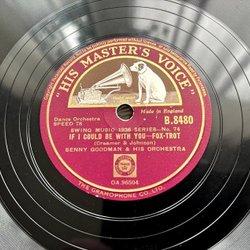 "HIS MASTER'S VOICE"
Made in England
B.8480
Dance Orchestra
SPEED 78
SWING MUSIC 1936 SERIES—No. 74
IF I COULD BE WITH YOU—FOX-TROT
(Creamer & Johnson)
BENNY GOODMAN & HIS ORCHESTRA
OA.96504
THE GRAMOPHONE CO. LTD.